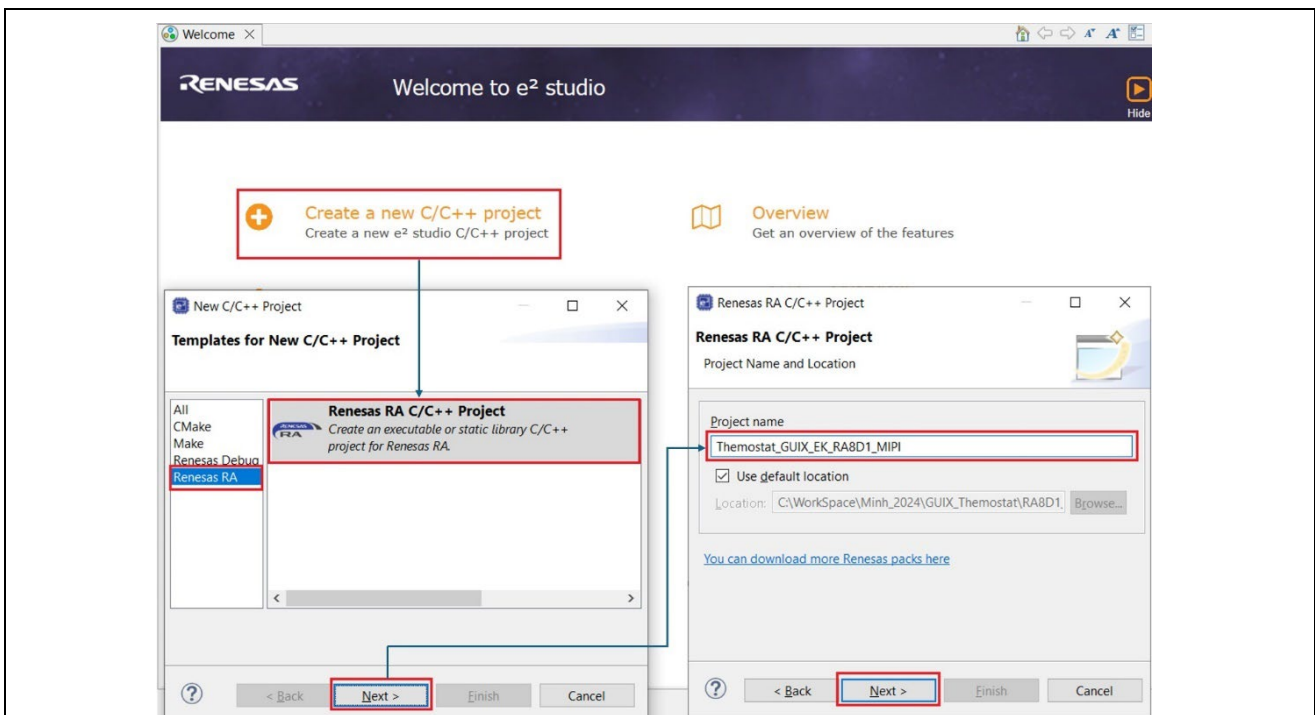 Welcome
RENESAS
Welcome to e² studio
Hide
Create a new C/C++ project
Create a new e² studio C/C++ project
Overview
Get an overview of the features
New C/C++ Project
Templates for New C/C++ Project
All
CMake
Make
Renesas Debug
Renesas RA
RENESAS
RA
Renesas RA C/C++ Project
Create an executable or static library C/C++
project for Renesas RA.
< Back
Next >
Finish
Cancel
Renesas RA C/C++ Project
Renesas RA C/C++ Project
Project Name and Location
Project name
Themostat_GUIX_EK_RA8D1_MIPI
Use default location
Location: C:\WorkSpace\Minh_2024\GUIX_Themostat\RA8D1_ Browse...
You can download more Renesas packs here
< Back
Next >
Finish
Cancel